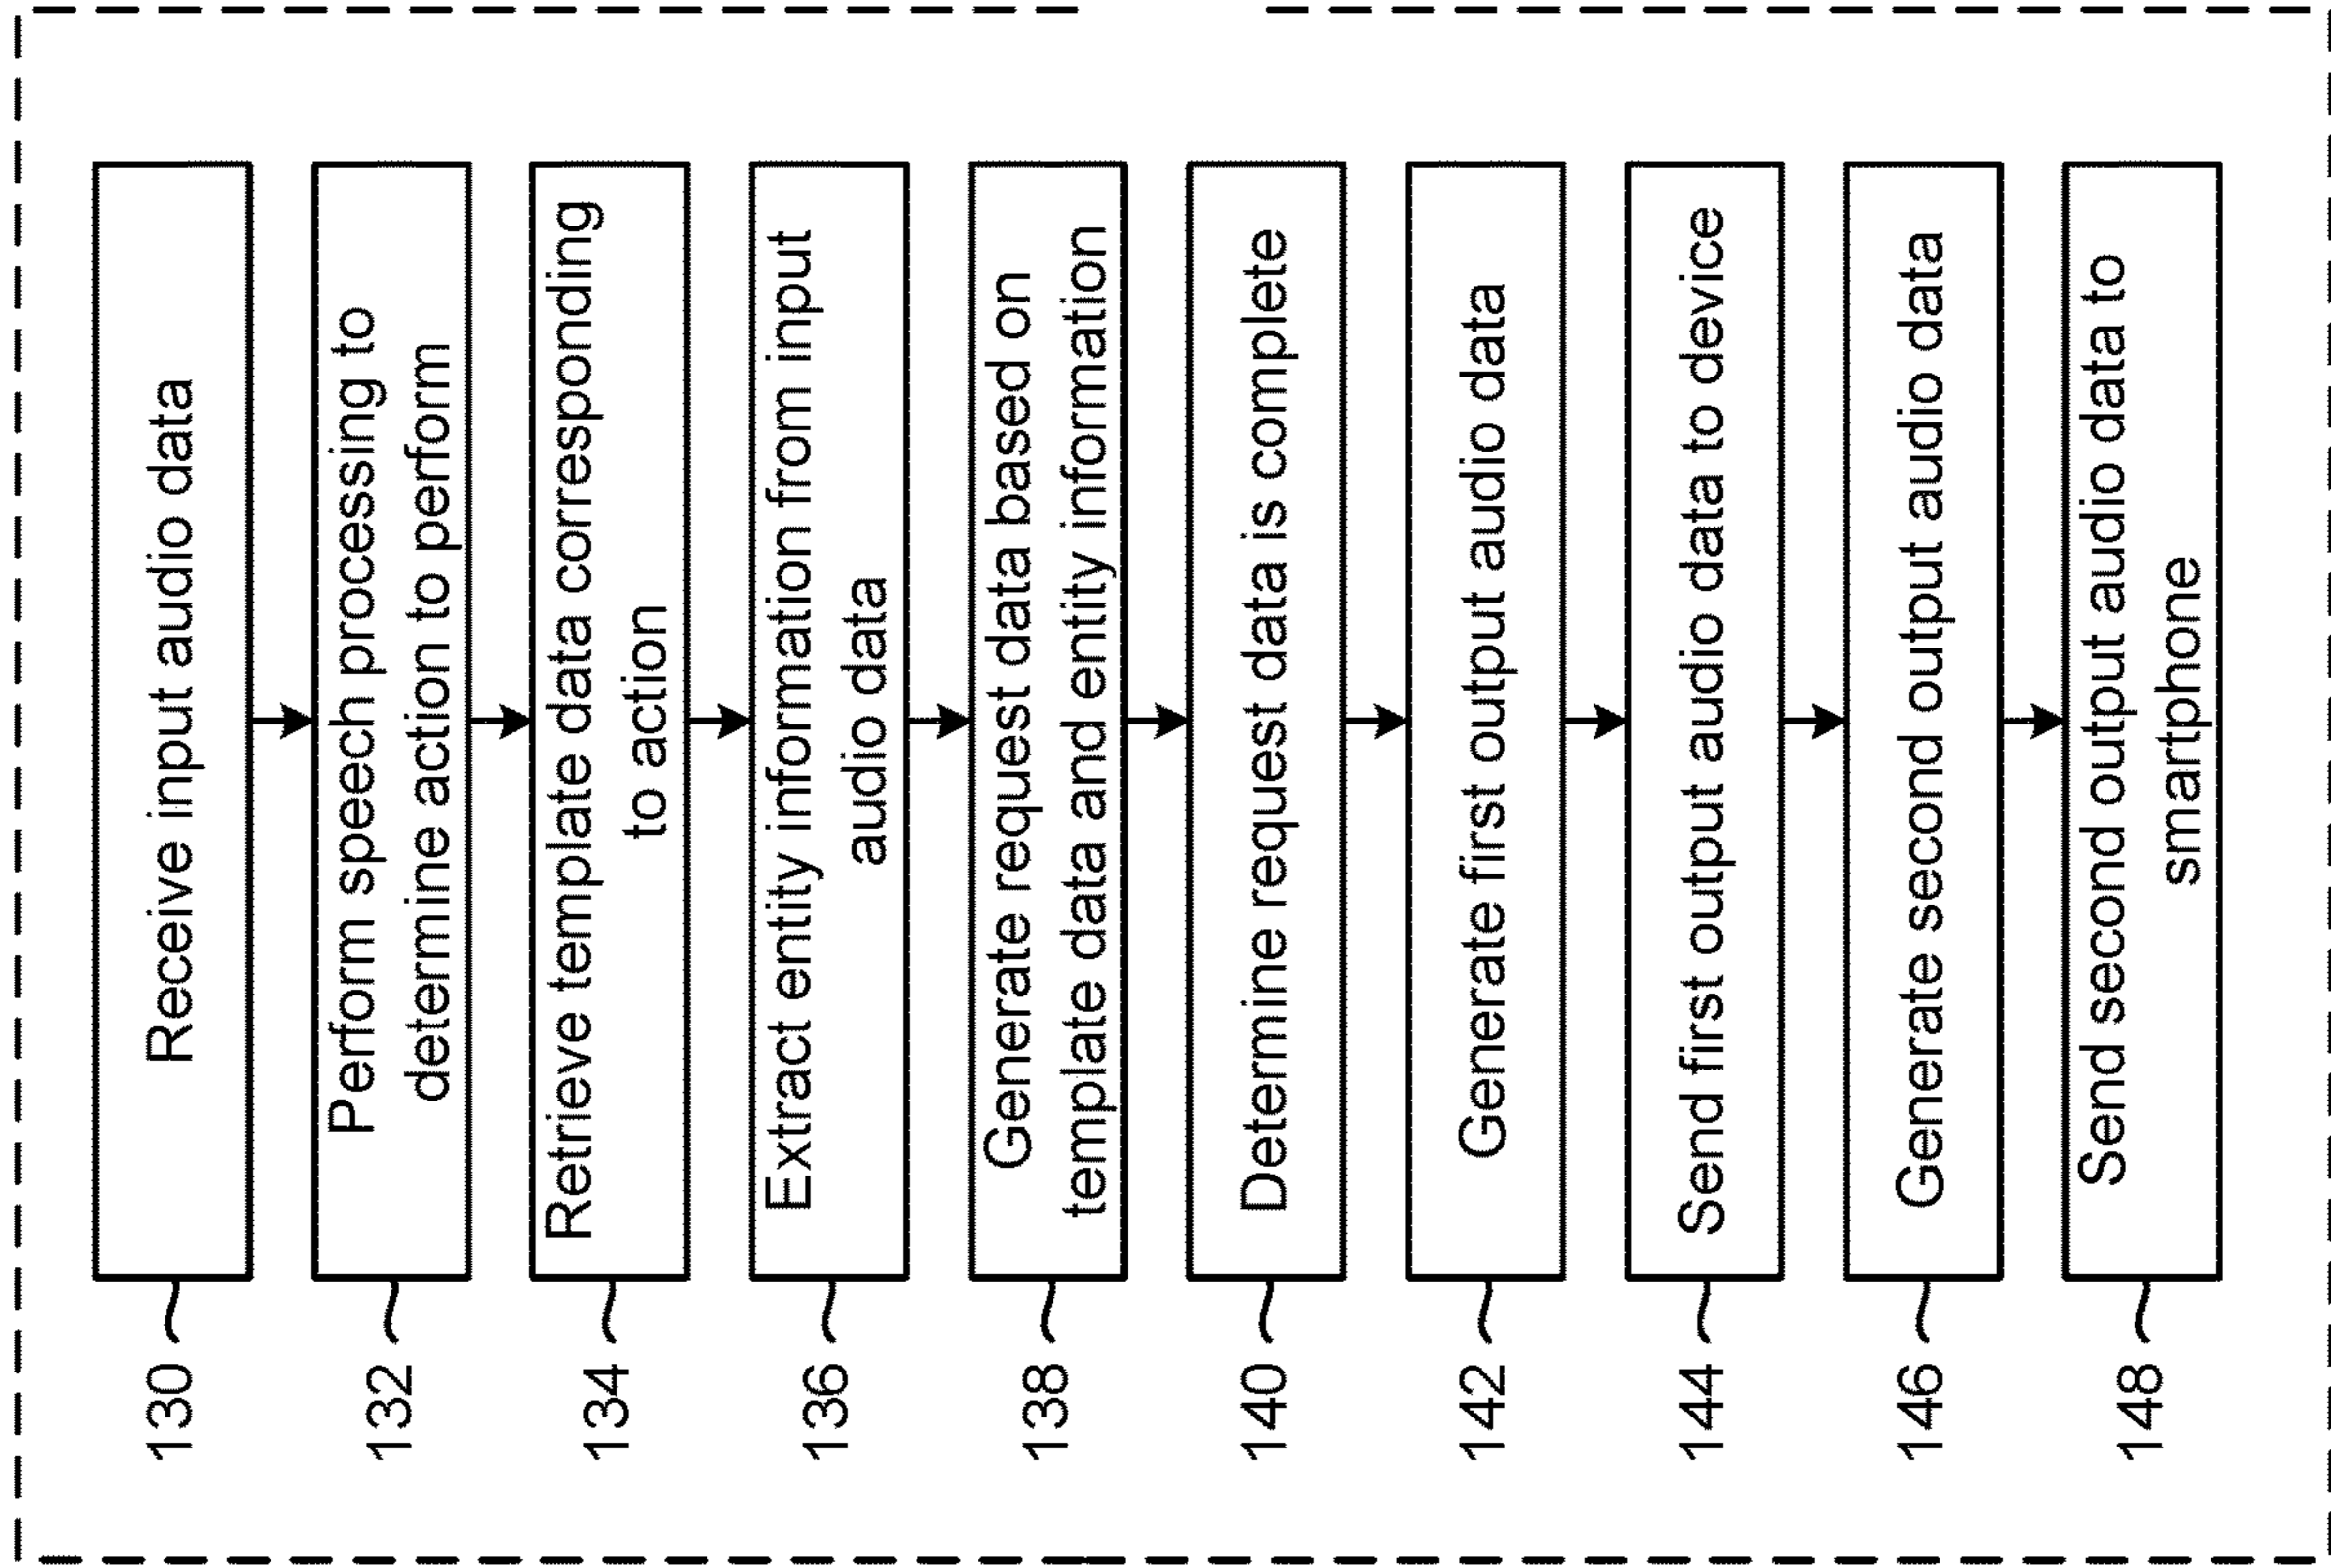 130
Receive input audio data
132
Perform speech processing to
determine action to perform
134
Retrieve template data corresponding
to action
136
Extract entity information from input
audio data
138
Generate request data based on
template data and entity information
140
Determine request data is complete
142
Generate first output audio data
144
Send first output audio data to device
146
Generate second output audio data
148
Send second output audio data to
smartphone